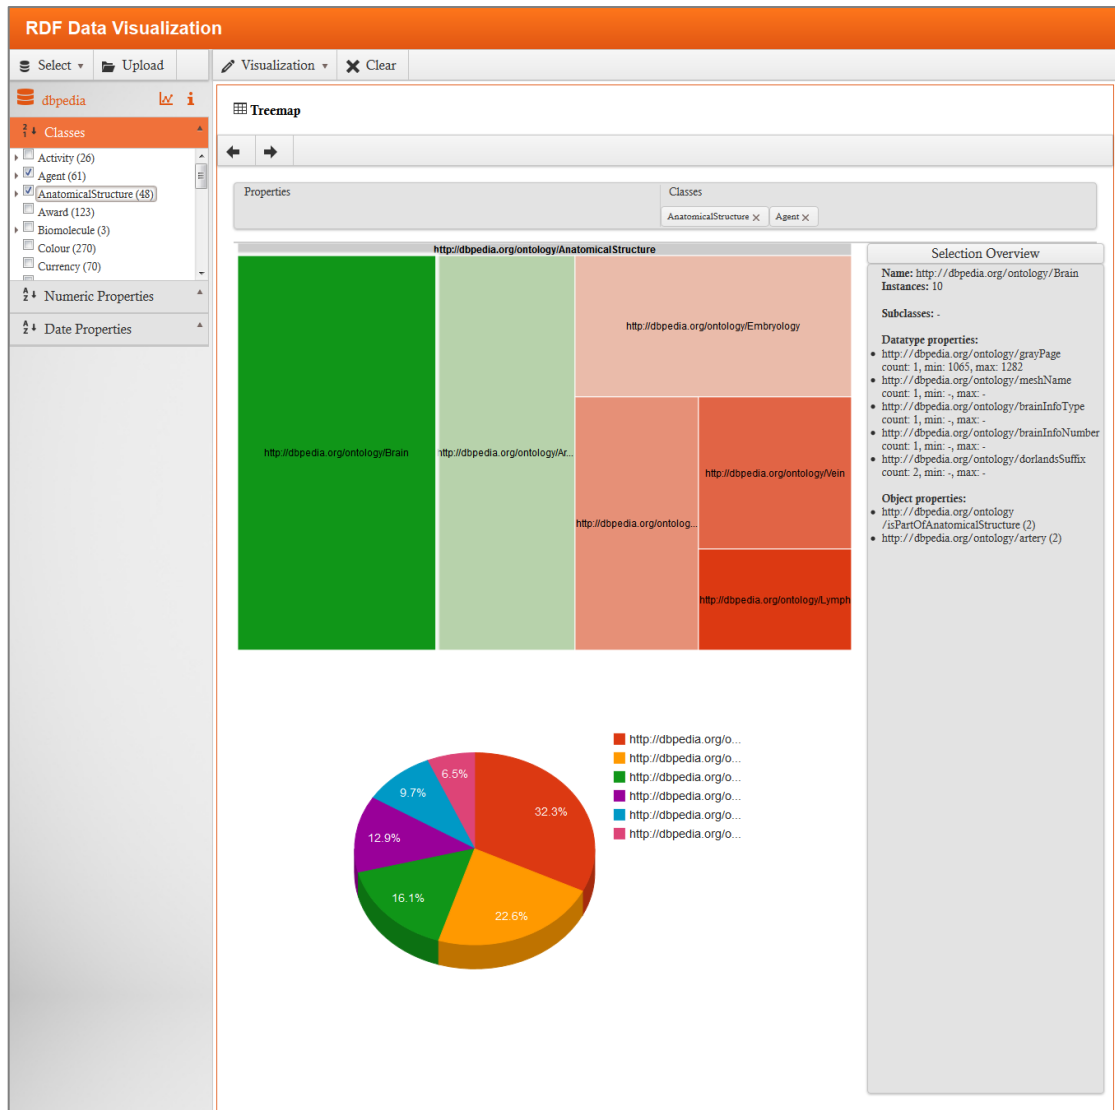 RDF Data Visualization
Select
Upload
Visualization
Clear
dbpedia
Classes
Activity (26)
Agent (61)
AnatomicalStructure (48)
Award (123)
Biomolecule (3)
Colour (270)
Currency (70)
Numeric Properties
Date Properties
Treemap
Properties
Classes
AnatomicalStructure
Agent
http://dbpedia.org/ontology/AnatomicalStructure
http://dbpedia.org/ontology/Brain
http://dbpedia.org/ontology/Ar...
http://dbpedia.org/ontology/Embryology
http://dbpedia.org/ontolog...
http://dbpedia.org/ontology/Vein
http://dbpedia.org/ontology/Lymph
Selection Overview
Name: http://dbpedia.org/ontology/Brain
Instances: 10
Subclasses: -
Datatype properties:
http://dbpedia.org/ontology/grayPage
count: 1, min: 1065, max: 1282
http://dbpedia.org/ontology/meshName
count: 1, min: -, max: -
http://dbpedia.org/ontology/brainInfoType
count: 1, min: -, max: -
http://dbpedia.org/ontology/brainInfoNumber
count: 1, min: -, max: -
http://dbpedia.org/ontology/dorlandsSuffix
count: 2, min: -, max: -
Object properties:
http://dbpedia.org/ontology
/isPartOfAnatomicalStructure (2)
http://dbpedia.org/ontology/artery (2)
32.3%
22.6%
16.1%
12.9%
9.7%
6.5%
http://dbpedia.org/o...
http://dbpedia.org/o...
http://dbpedia.org/o...
http://dbpedia.org/o...
http://dbpedia.org/o...
http://dbpedia.org/o...